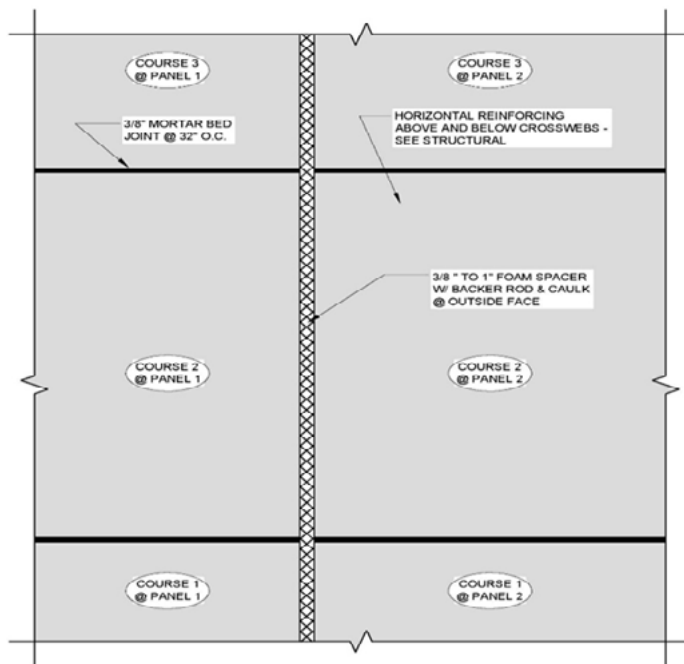 COURSE 3
@ PANEL 1
COURSE 3
@ PANEL 2
3/8" MORTAR BED
JOINT @ 32" O.C.
HORIZONTAL REINFORCING
ABOVE AND BELOW CROSSWEBS -
SEE STRUCTURAL
3/8 " TO 1" FOAM SPACER
W/ BACKER ROD & CAULK
@ OUTSIDE FACE
COURSE 2
@ PANEL 1
COURSE 2
@ PANEL 2
COURSE 1
@ PANEL 1
COURSE 1
@ PANEL 2